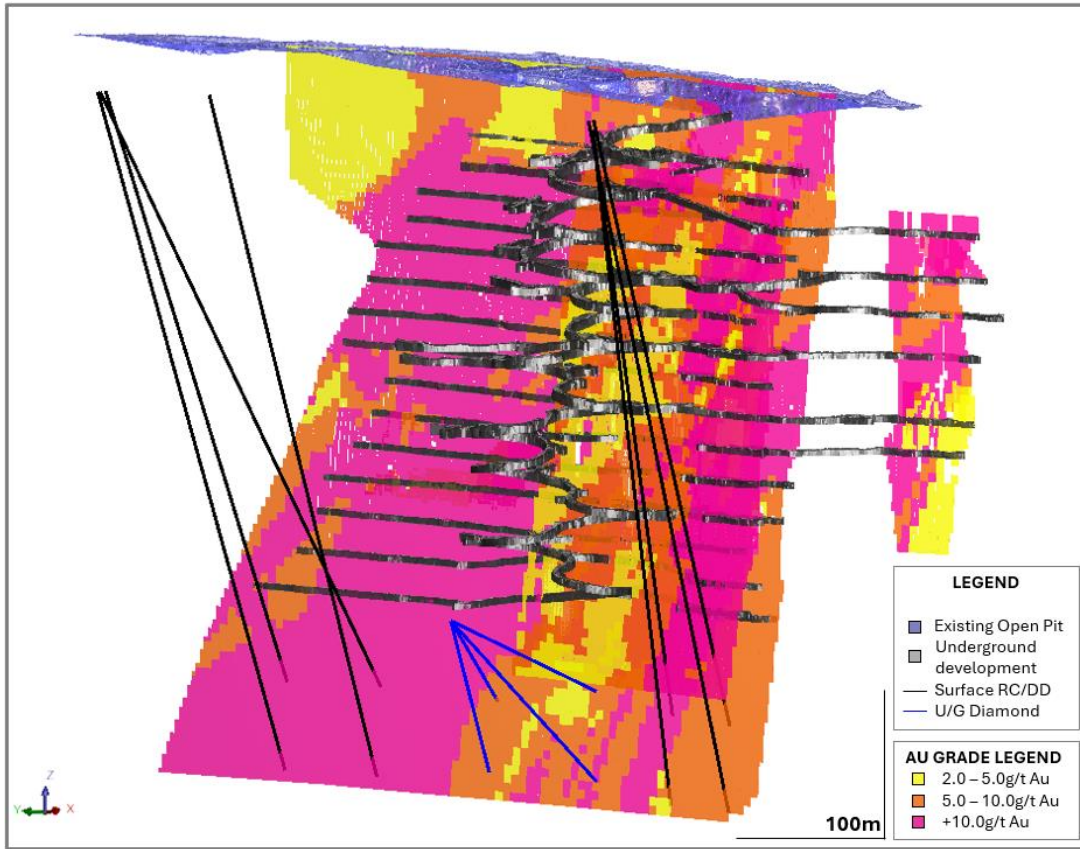 LEGEND
Existing Open Pit
Underground
development
Surface RC/DD
U/G Diamond
AU GRADE LEGEND
2.0 – 5.0g/t Au
5.0 – 10.0g/t Au
+10.0g/t Au
100m
Z
Y
X